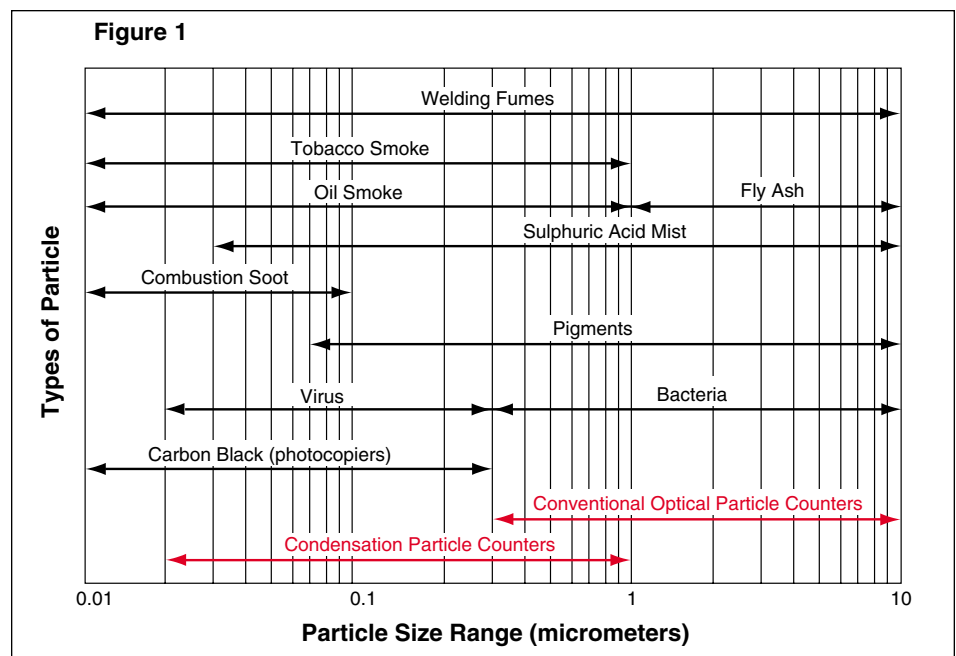 Figure 1
Welding Fumes
Tobacco Smoke
Oil Smoke
Fly Ash
Sulphuric Acid Mist
Combustion Soot
Pigments
Virus
Bacteria
Carbon Black (photocopiers)
Conventional Optical Particle Counters
Condensation Particle Counters
Types of Particle
0.01 0.1 1 10
Particle Size Range (micrometers)